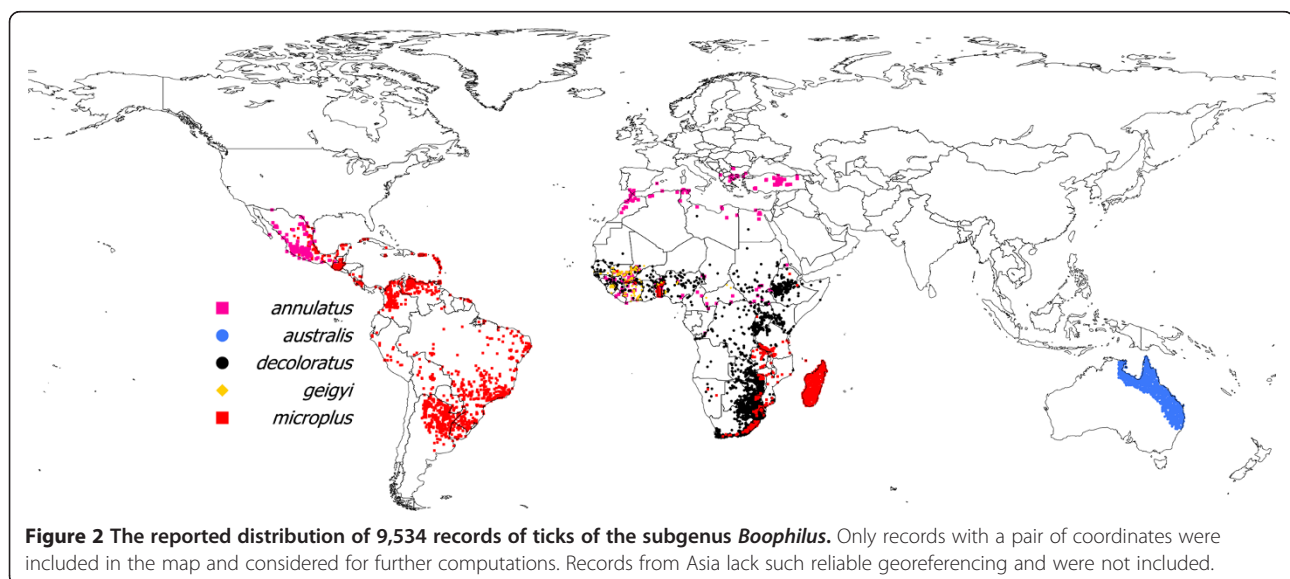 annulatus
australis
decoloratus
geigyi
microplus
Figure 2 The reported distribution of 9,534 records of ticks of the subgenus Boophilus. Only records with a pair of coordinates were
included in the map and considered for further computations. Records from Asia lack such reliable georeferencing and were not included.